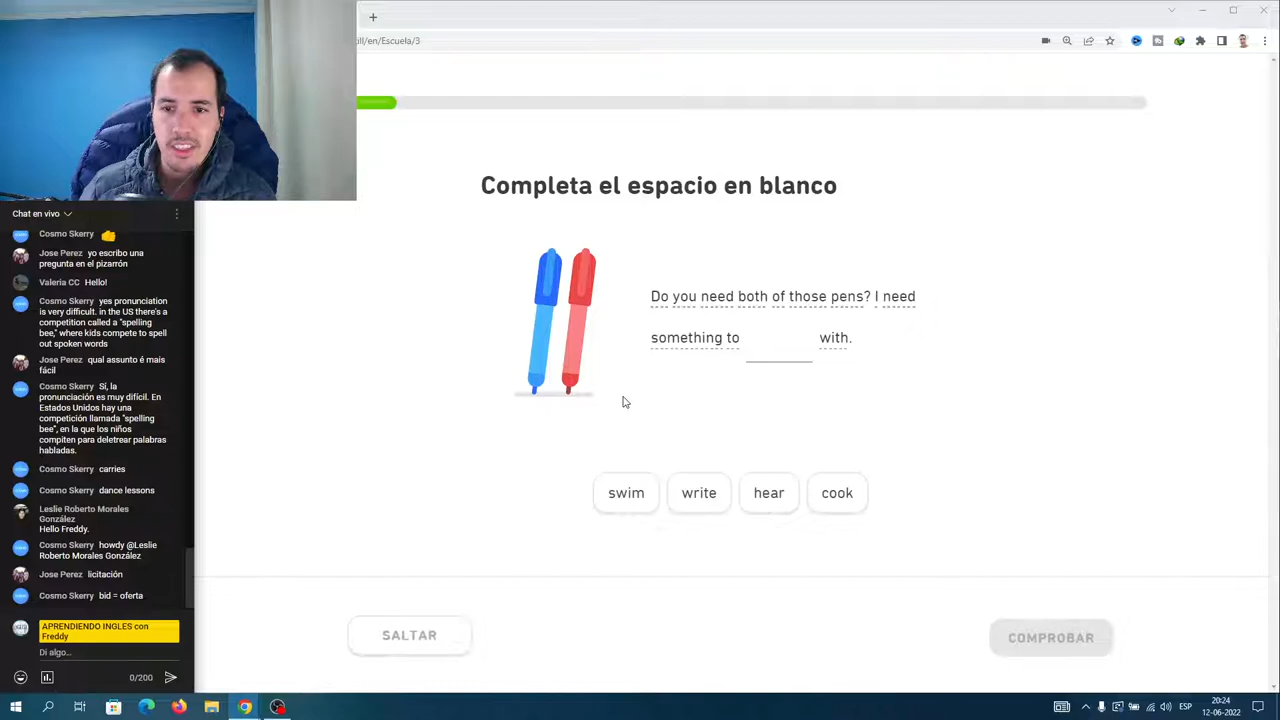 ill/en/Escuela/3
Completa el espacio en blanco
Do you need both of those pens? I need
something to ________ with.
swim
write
hear
cook
SALTAR
COMPROBAR
Chat en vivo
Cosmo Skerry
Jose Perez yo escribo una
pregunta en el pizarrón
Valeria CC Hello!
Cosmo Skerry yes pronunciation
is very difficult. in the US there's a
competition called a "spelling
bee," where kids compete to spell
out spoken words
Jose Perez qual assunto é mais
fácil
Cosmo Skerry Sí, la
pronunciación es muy difícil. En
Estados Unidos hay una
competición llamada "spelling
bee", en la que los niños
compiten para deletrear palabras
habladas.
Cosmo Skerry carries
Cosmo Skerry dance lessons
Leslie Roberto Morales
González
Hello Freddy.
Cosmo Skerry howdy @Leslie
Roberto Morales González
Jose Perez licitación
Cosmo Skerry bid = oferta
APRENDIENDO INGLES con
Freddy
Di algo...
0/200
ESP
20:24
12-06-2022